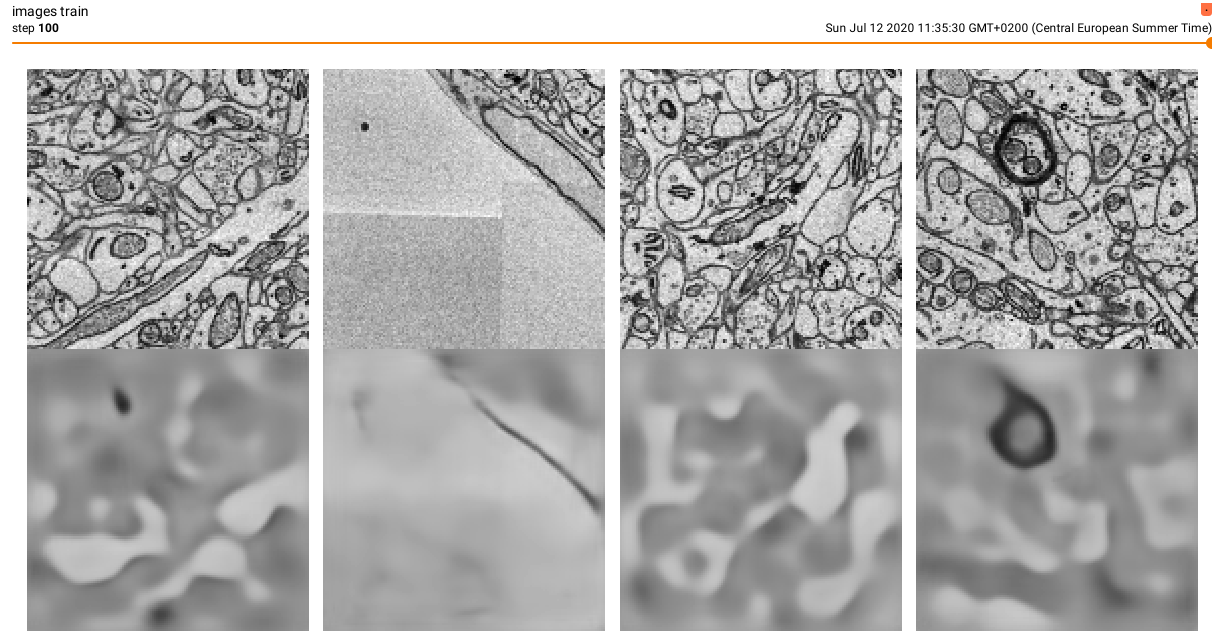 images train
step 100
Sun Jul 12 2020 11:35:30 GMT+0200 (Central European Summer Time)